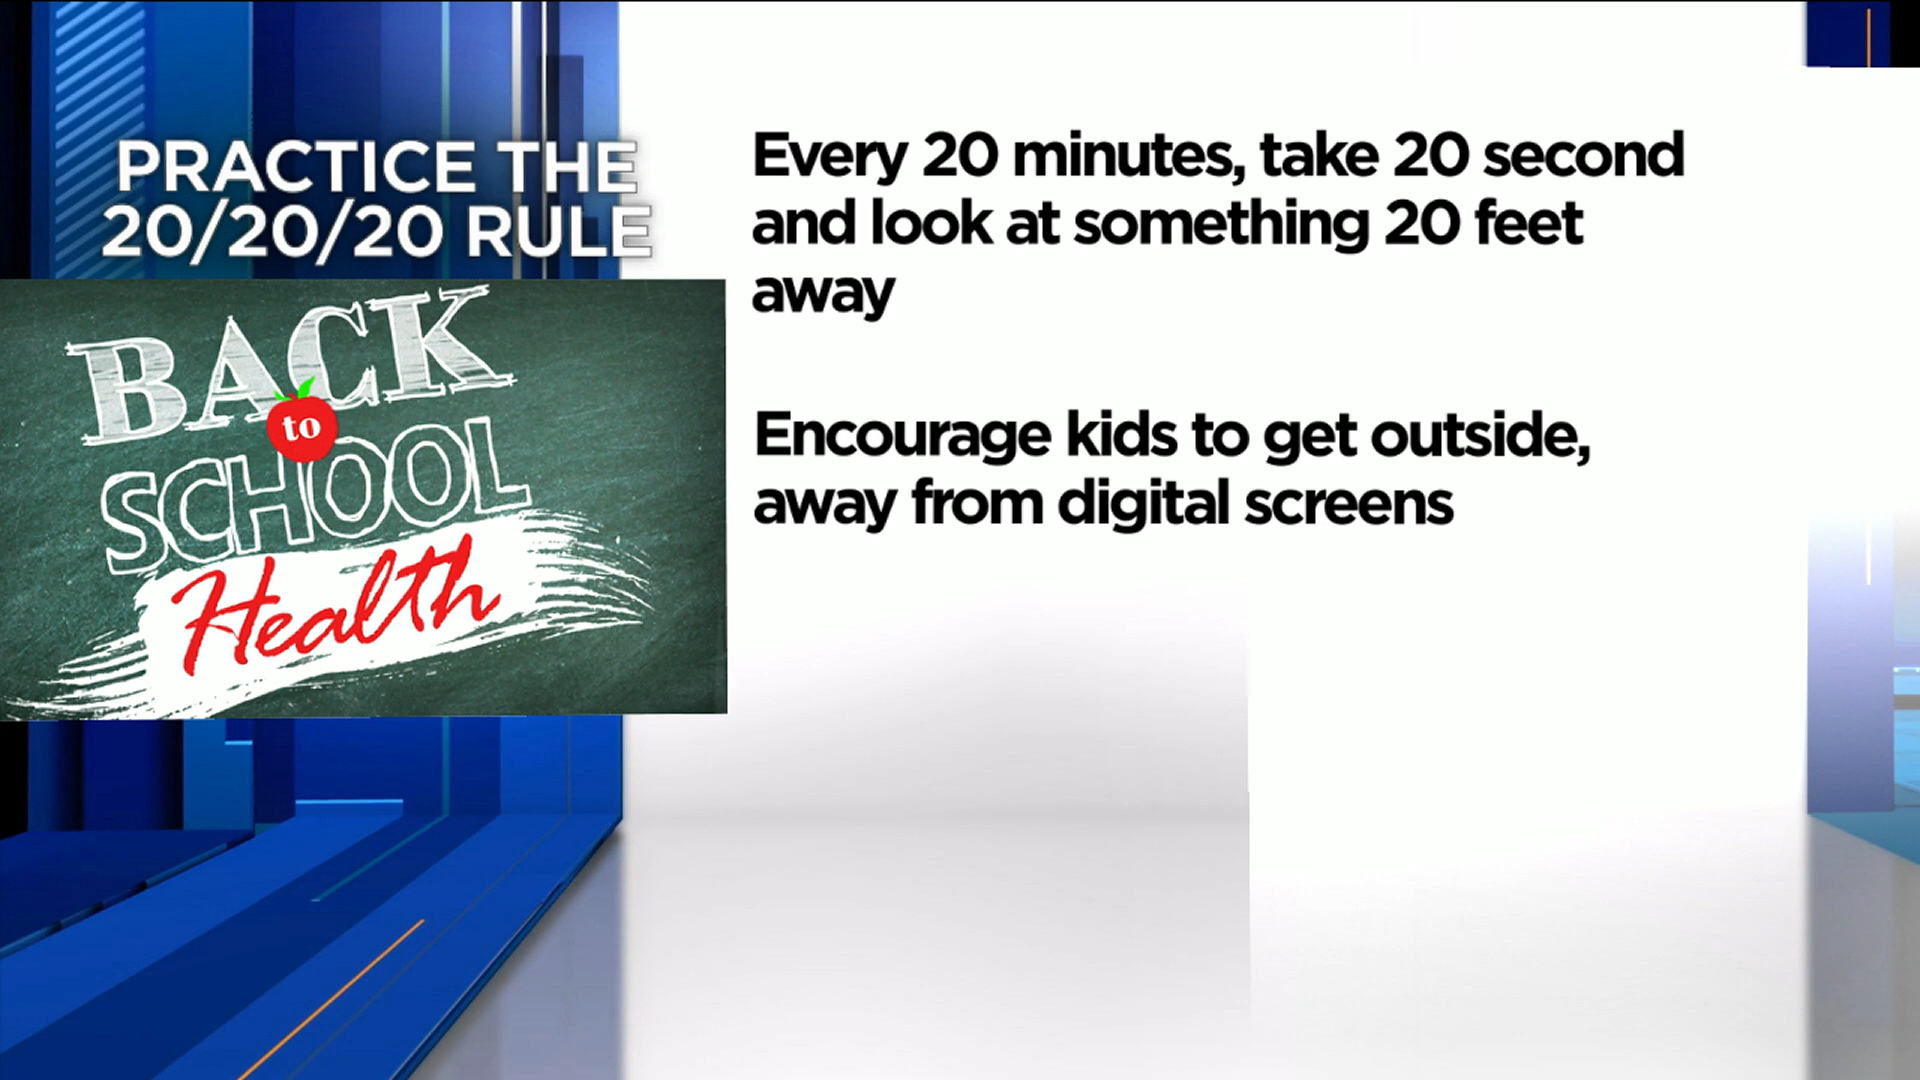 PRACTICE THE
20/20/20 RULE
BACK
to
SCHOOL
Health
Every 20 minutes, take 20 second
and look at something 20 feet
away
Encourage kids to get outside,
away from digital screens